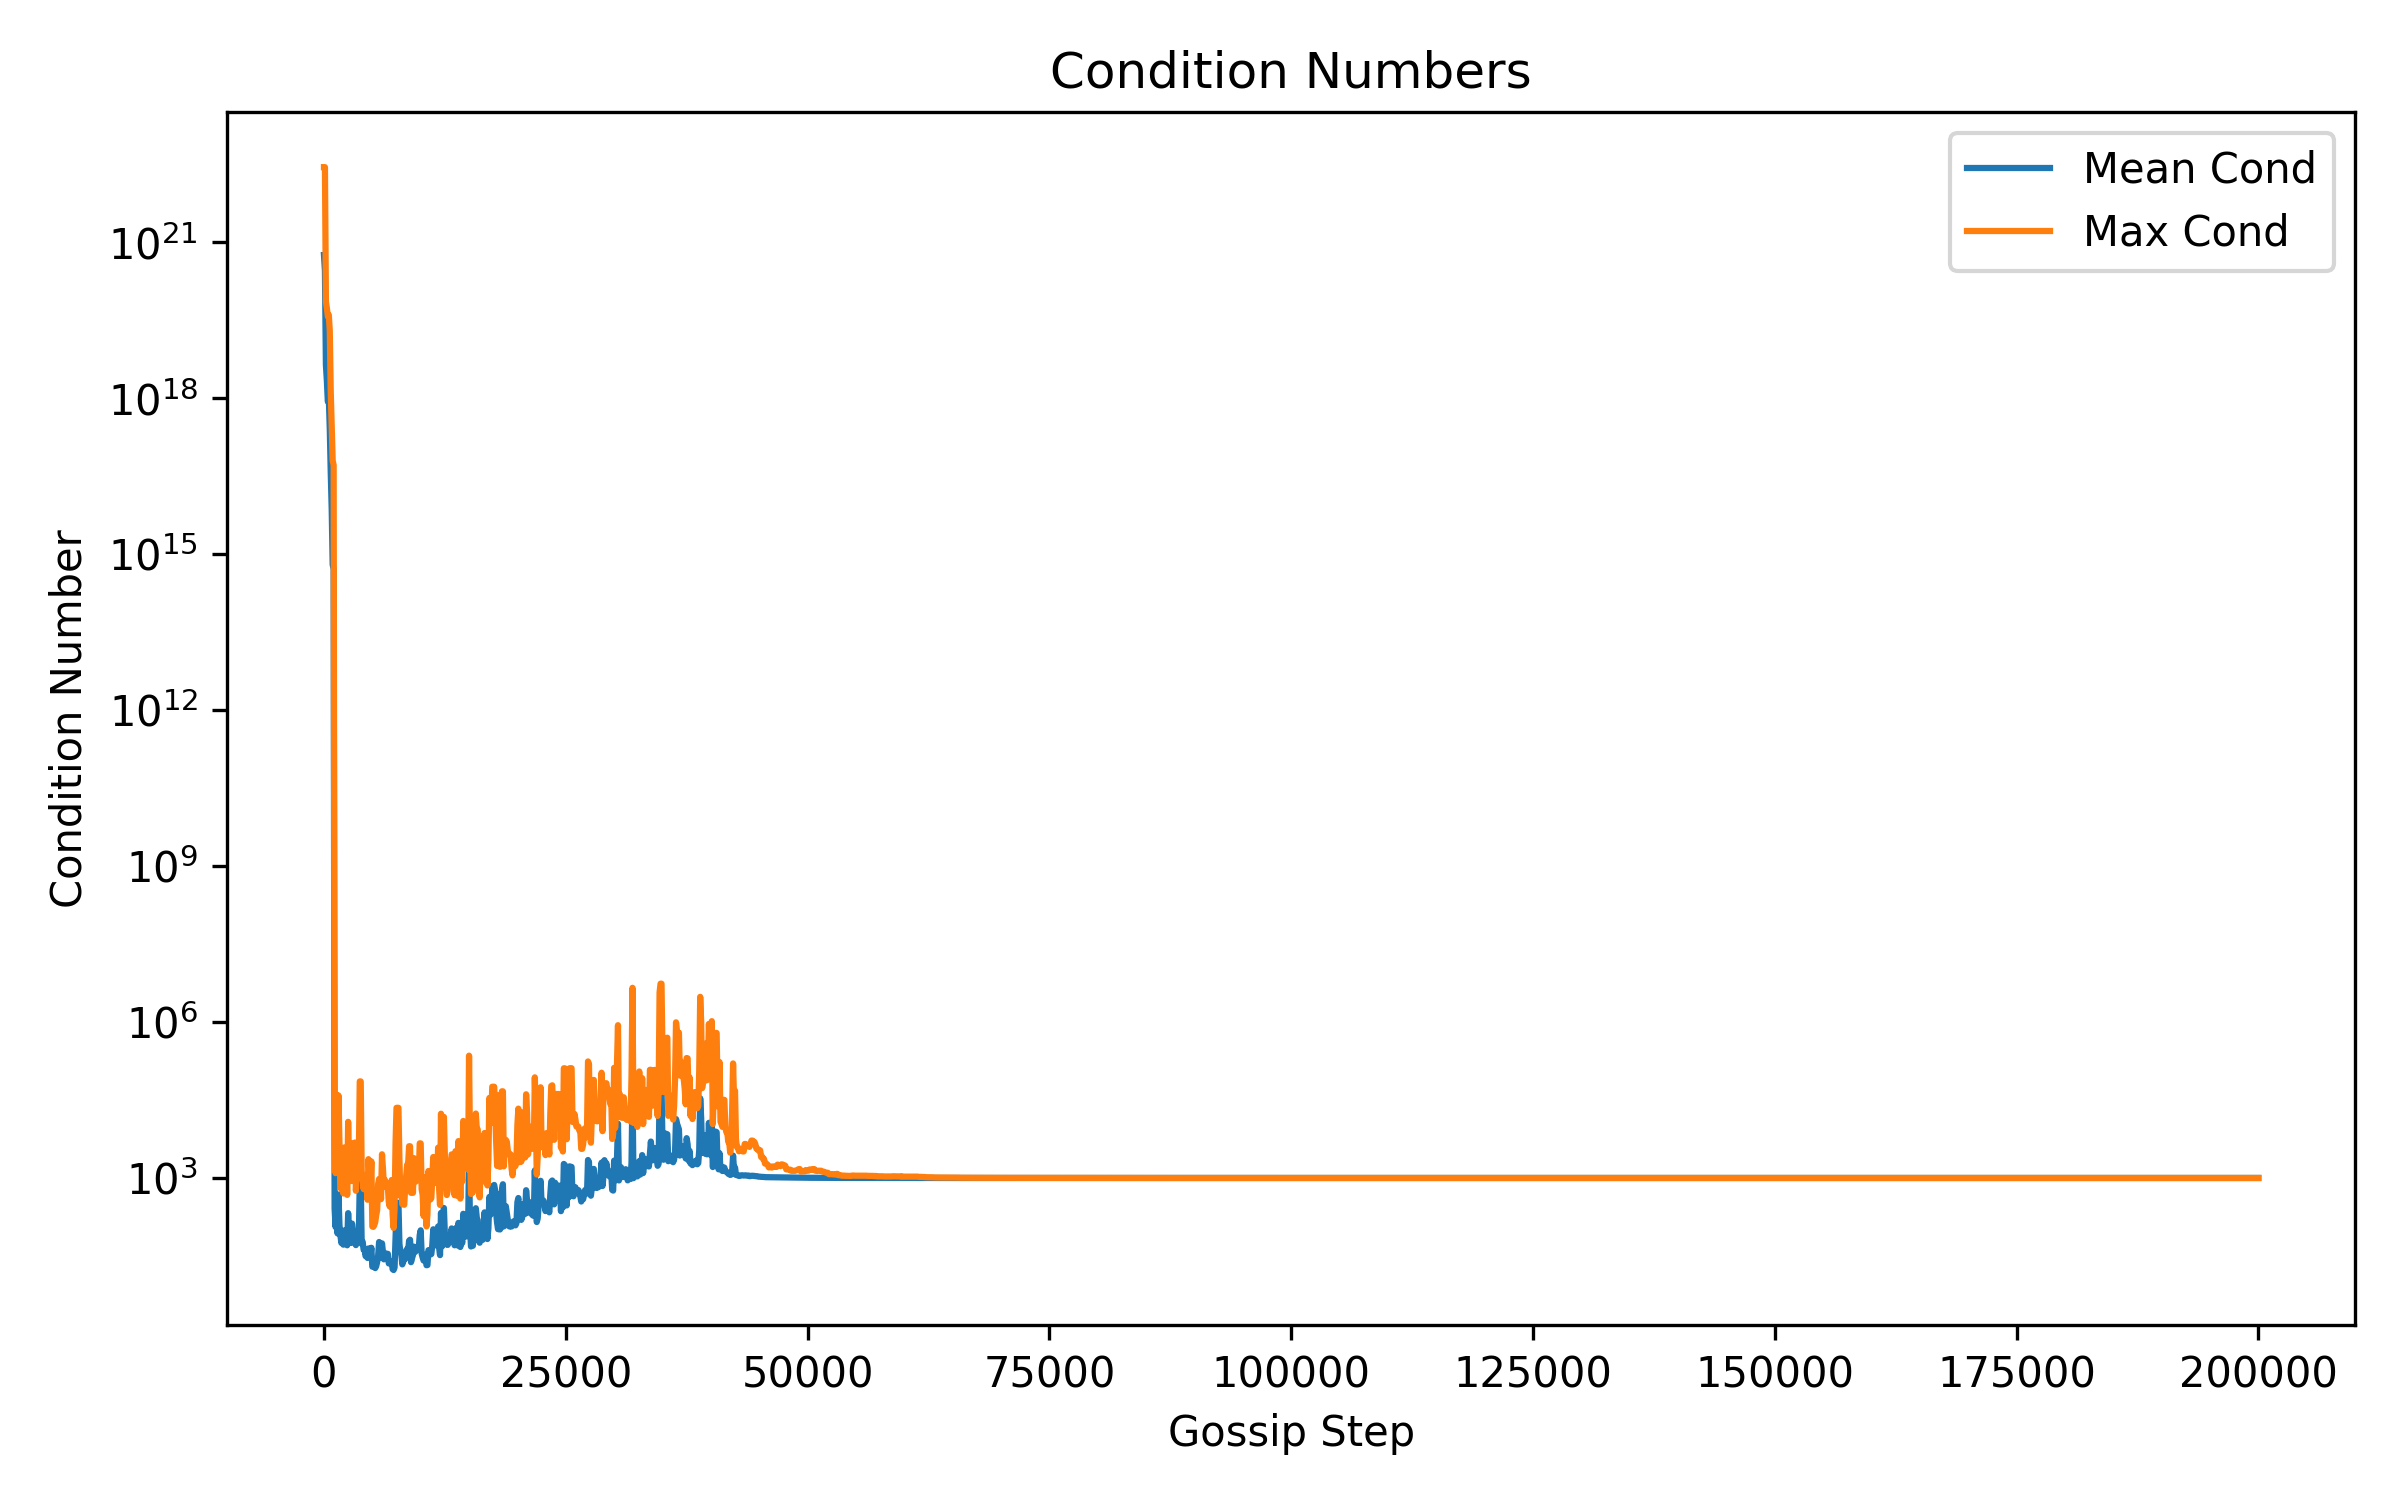 Condition Numbers
Mean Cond
Max Cond
Condition Number
10^21
10^18
10^15
10^12
10^9
10^6
10^3
0 25000 50000 75000 100000 125000 150000 175000 200000
Gossip Step